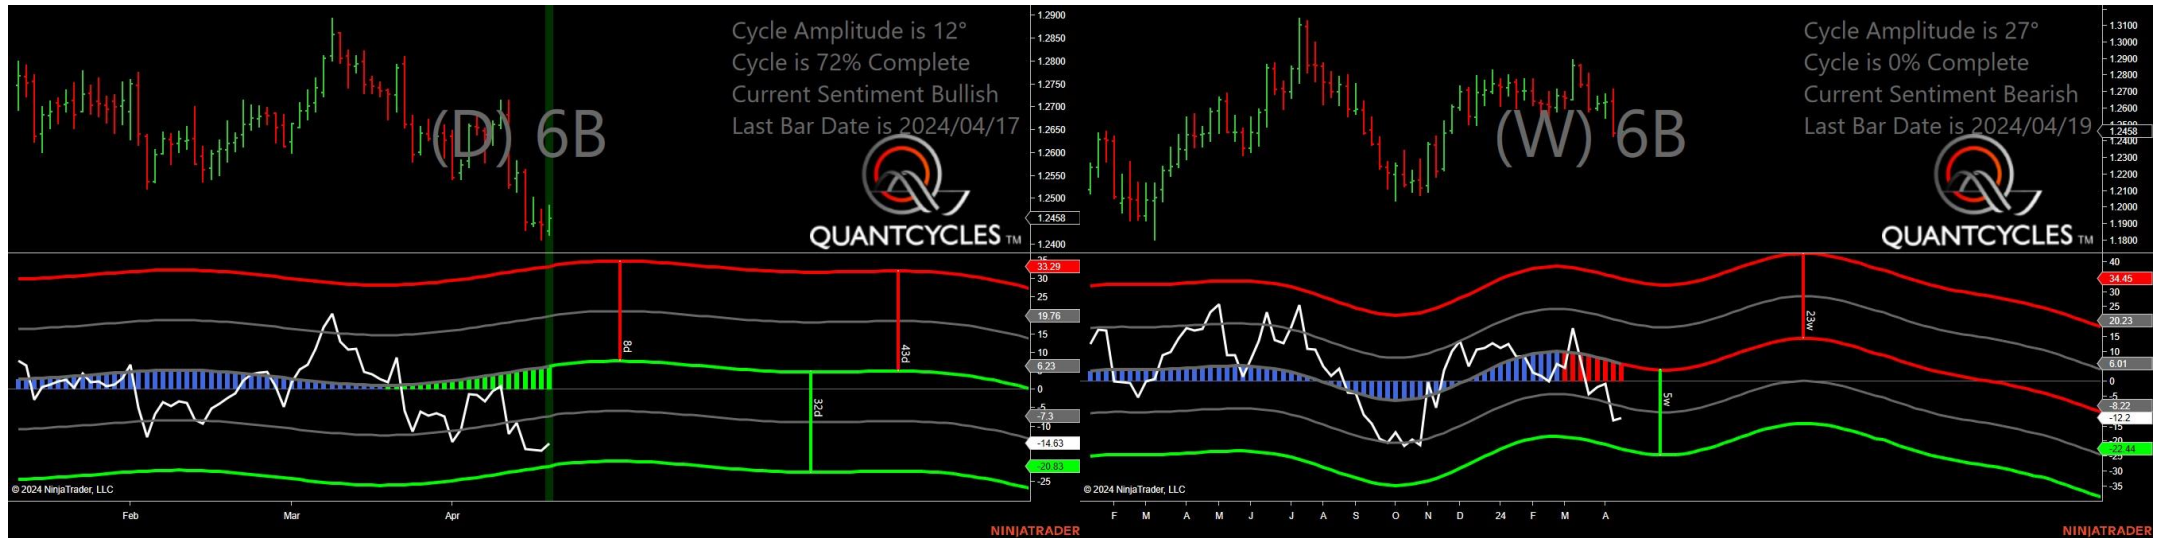 Cycle Amplitude is 12°
Cycle is 72% Complete
Current Sentiment Bullish
Last Bar Date is 2024/04/17
(D) 6B
QUANTCYCLES TM
1.2900
1.2850
1.2800
1.2700
1.2650
1.2600
1.2550
1.2500
1.2458
1.2400
35
33.29
30
25
19.76
15
10
6.23
0
-5
-7.3
-10
-14.63
-20.83
-25
8d
32d
43d
© 2024 NinjaTrader, LLC
Feb Mar Apr
NINJATRADER
Cycle Amplitude is 27°
Cycle is 0% Complete
Current Sentiment Bearish
Last Bar Date is 2024/04/19
(W) 6B
QUANTCYCLES TM
1.3100
1.3000
1.2900
1.2800
1.2700
1.2600
1.2458
1.2400
1.2300
1.2200
1.2100
1.2000
1.1900
1.1800
40
34.45
30
25
20.23
15
10
6.01
0
-5
-8.22
-12.2
-15
-20
-22.44
-25
-30
-35
5w
23w
© 2024 NinjaTrader, LLC
F M A M J J A S O N D 24 F M A
NINJATRADER